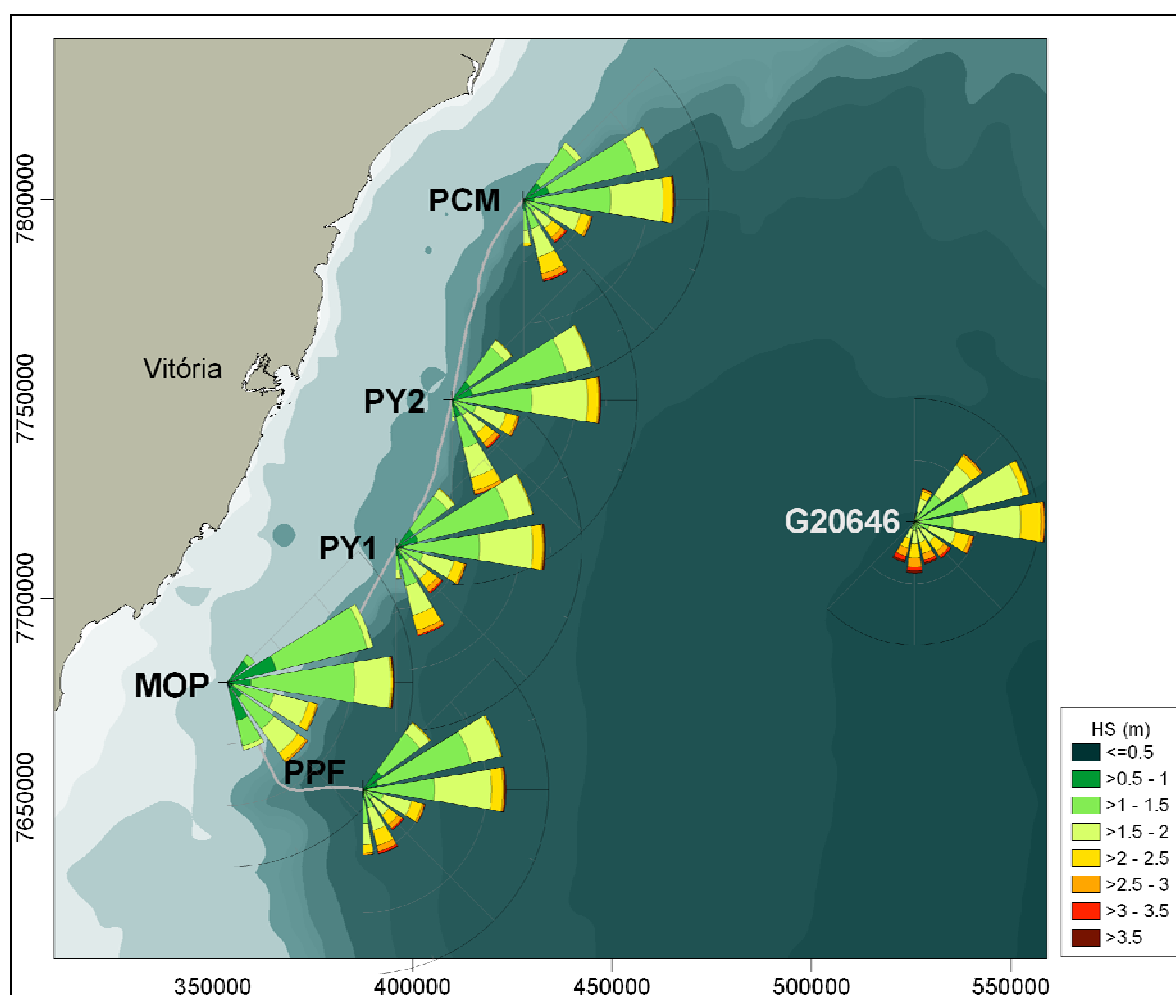 7800000
7750000
7700000
7650000
PCM
Vitória
PY2
G20646
PY1
MOP
PPF
HS (m)
<=0.5
>0.5 - 1
>1 - 1.5
>1.5 - 2
>2 - 2.5
>2.5 - 3
>3 - 3.5
>3.5
350000 400000 450000 500000 550000